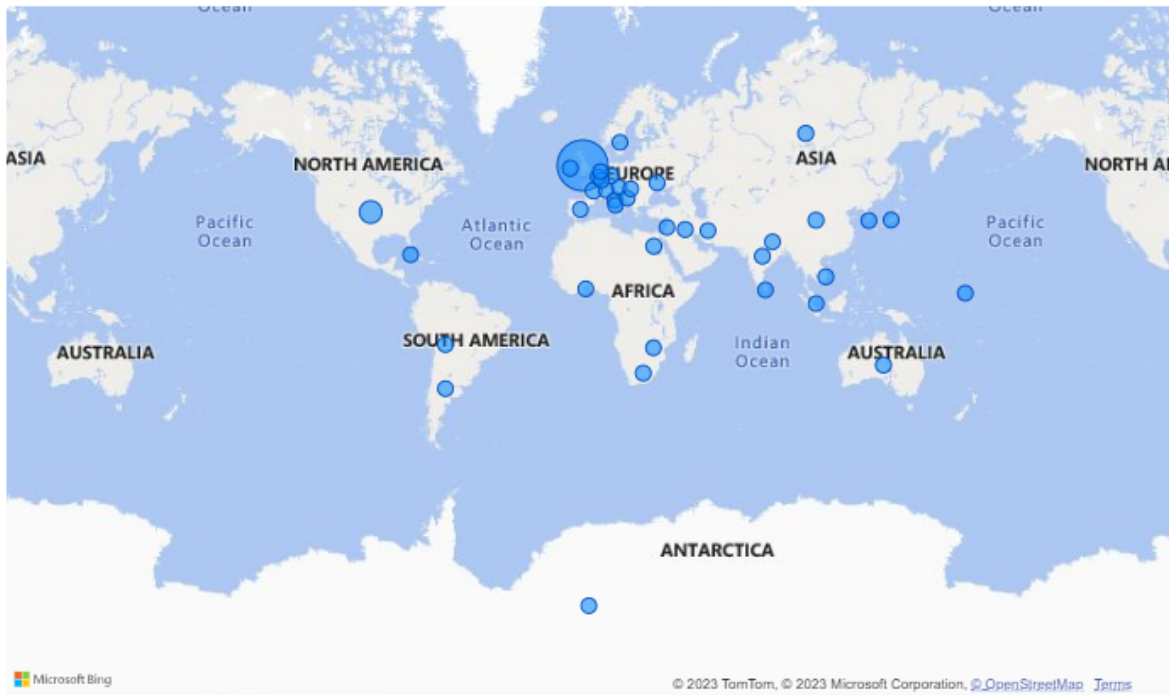 Ocean
Ocean
ASIA
NORTH AMERICA
EUROPE
ASIA
NORTH A
Pacific
Ocean
Atlantic
Ocean
Pacific
Ocean
AFRICA
SOUTH AMERICA
Indian
Ocean
AUSTRALIA
AUSTRALIA
ANTARCTICA
Microsoft Bing
© 2023 TomTom, © 2023 Microsoft Corporation, © OpenStreetMap Terms